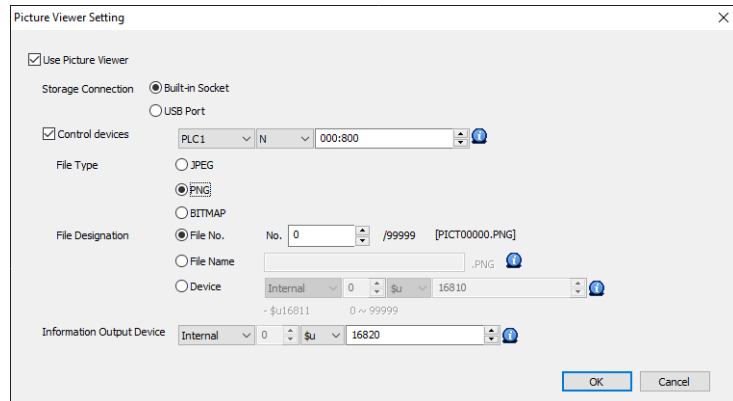 Picture Viewer Setting
Use Picture Viewer
Storage Connection Built-in Socket
USB Port
Control devices PLC1 N 000:800
File Type JPEG
PNG
BITMAP
File Designation File No. No. 0 /99999 [PICT00000.PNG]
File Name .PNG
Device Internal 0 $u 16810
- $u16811 0 ~ 99999
Information Output Device Internal 0 $u 16820
OK Cancel